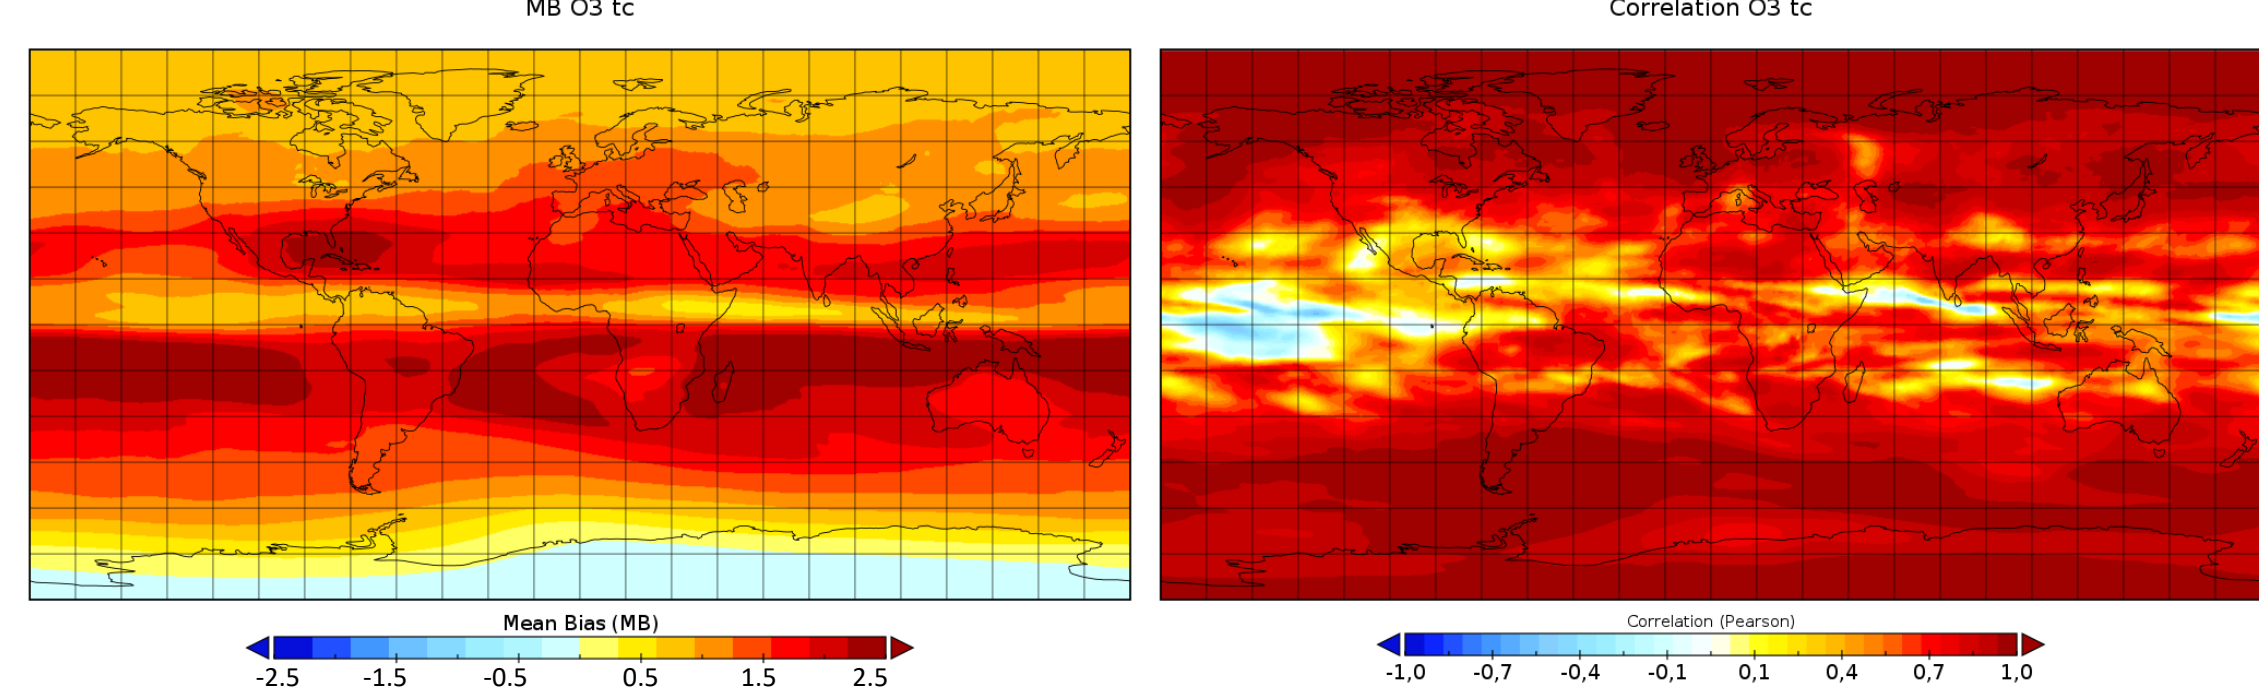 MB O3 tc
Correlation O3 tc
Mean Bias (MB)
-2.5 -1.5 -0.5 0.5 1.5 2.5
Correlation (Pearson)
-1,0 -0,7 -0,4 -0,1 0,1 0,4 0,7 1,0